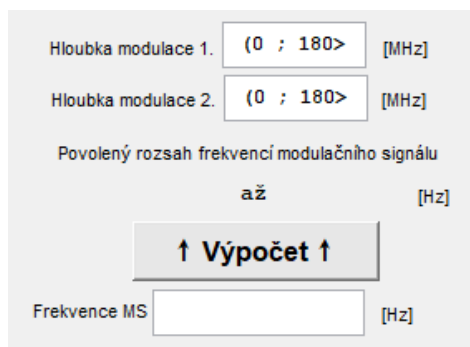 Hloubka modulace 1. (0 ; 180> [MHz]
Hloubka modulace 2. (0 ; 180> [MHz]
Povolený rozsah frekvencí modulačního signálu
až [Hz]
↑ Výpočet ↑
Frekvence MS [Hz]